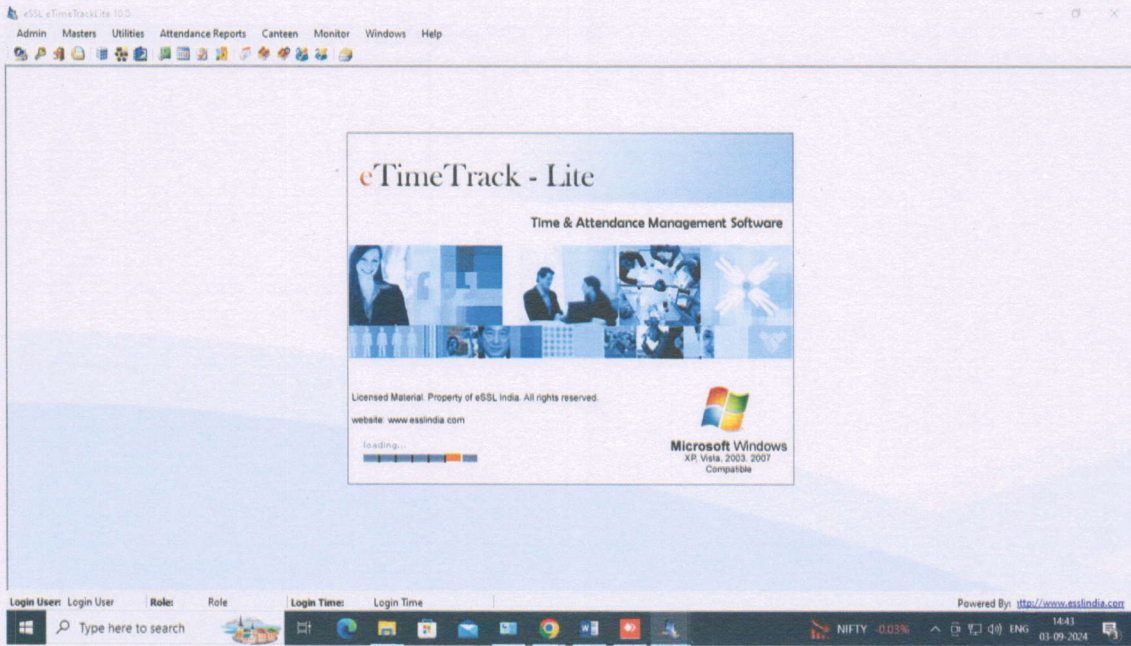 eSSL eTimeTrackLite 10.0
Admin Masters Utilities Attendance Reports Canteen Monitor Windows Help
eTimeTrack - Lite
Time & Attendance Management Software
Licensed Material. Property of eSSL India. All rights reserved.
website: www.esslindia.com
loading...
Microsoft Windows
XP, Vista, 2003, 2007
Compatible
Login User: Login User Role: Role Login Time: Login Time Powered By: http://www.esslindia.com
Type here to search
NIFTY -0.03%
ENG
14:43
03-09-2024